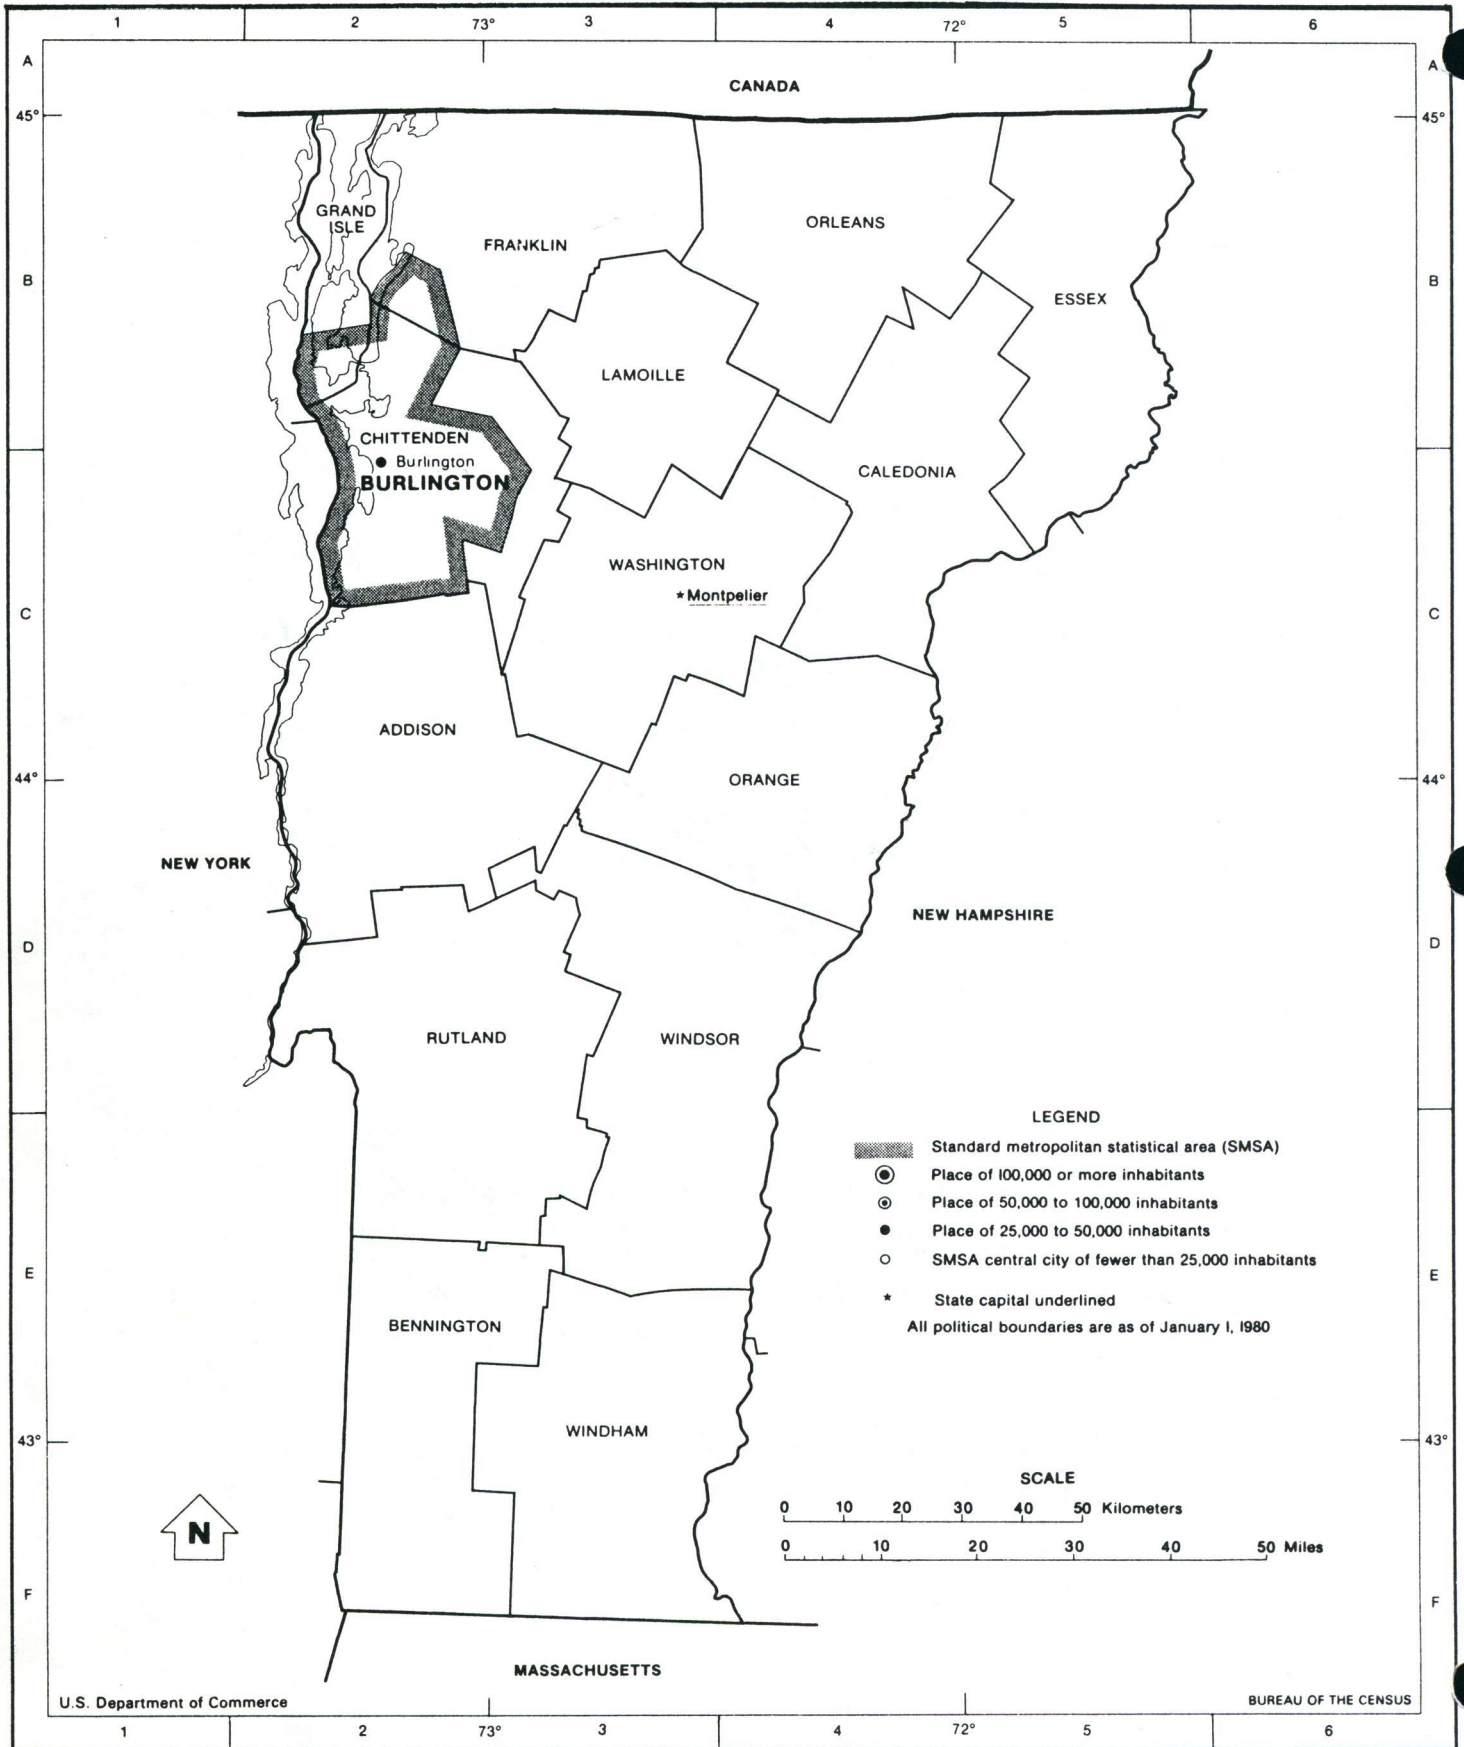 1 2 73° 3 4 72° 5 6
A A
CANADA
45° 45°
GRAND
ISLE
FRANKLIN
ORLEANS
B B
ESSEX
LAMOILLE
CHITTENDEN
Burlington
BURLINGTON
CALEDONIA
WASHINGTON
* Montpelier
C C
ADDISON
44° 44°
ORANGE
NEW YORK
NEW HAMPSHIRE
D D
RUTLAND
WINDSOR
LEGEND
Standard metropolitan statistical area (SMSA)
Place of 100,000 or more inhabitants
Place of 50,000 to 100,000 inhabitants
Place of 25,000 to 50,000 inhabitants
SMSA central city of fewer than 25,000 inhabitants
* State capital underlined
All political boundaries are as of January 1, 1980
E E
BENNINGTON
WINDHAM
43° 43°
SCALE
0 10 20 30 40 50 Kilometers
0 10 20 30 40 50 Miles
N
F F
MASSACHUSETTS
U.S. Department of Commerce
BUREAU OF THE CENSUS
1 2 73° 3 4 72° 5 6